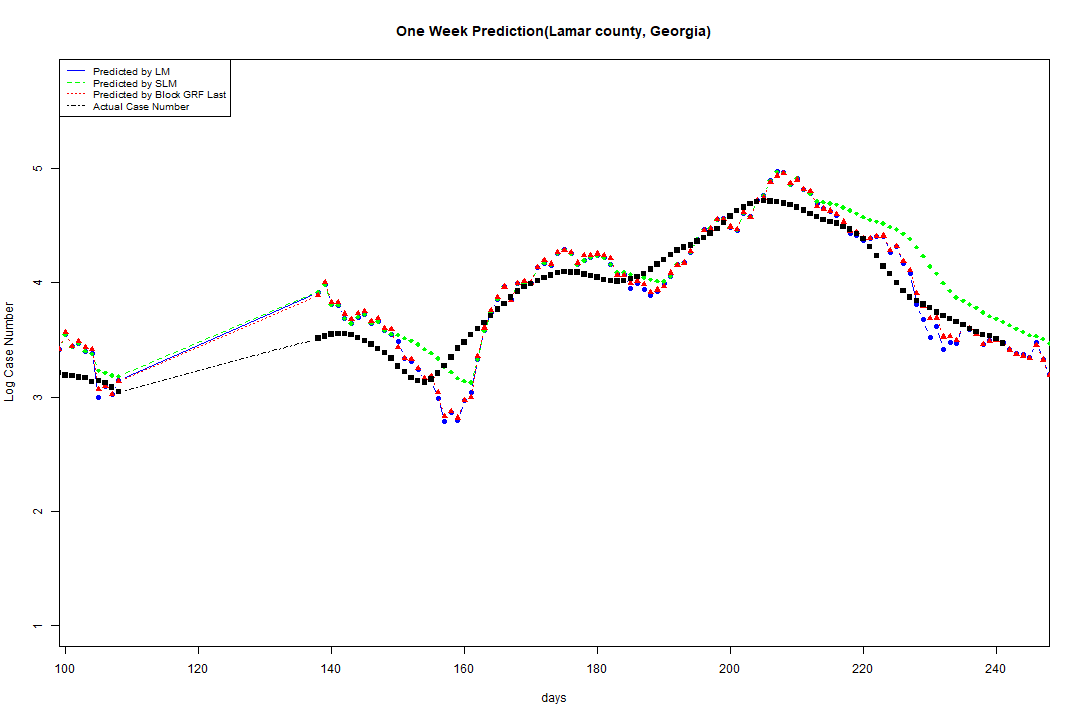 One Week Prediction(Lamar county, Georgia)
Predicted by LM
Predicted by SLM
Predicted by Block GRF Last
Actual Case Number
Log Case Number
5
4
3
2
1
100 120 140 160 180 200 220 240
days